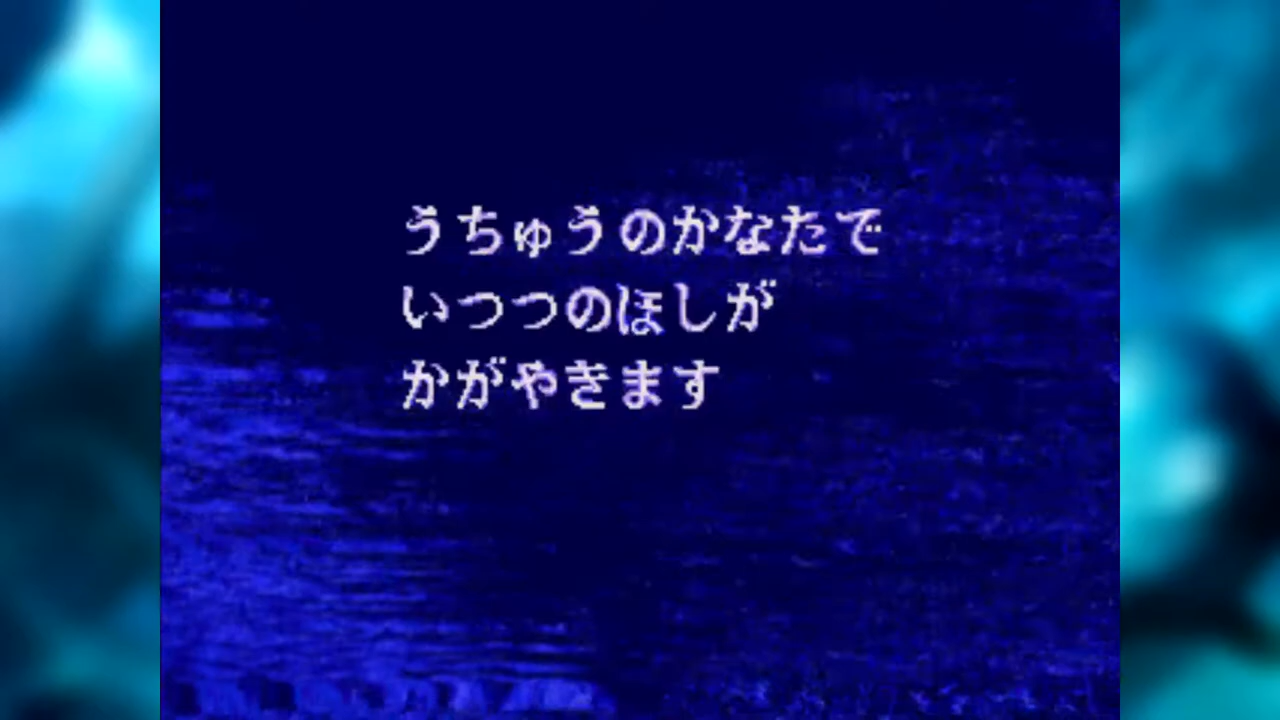 うちゅうのかなたで
いつつのほしが
かがやきます